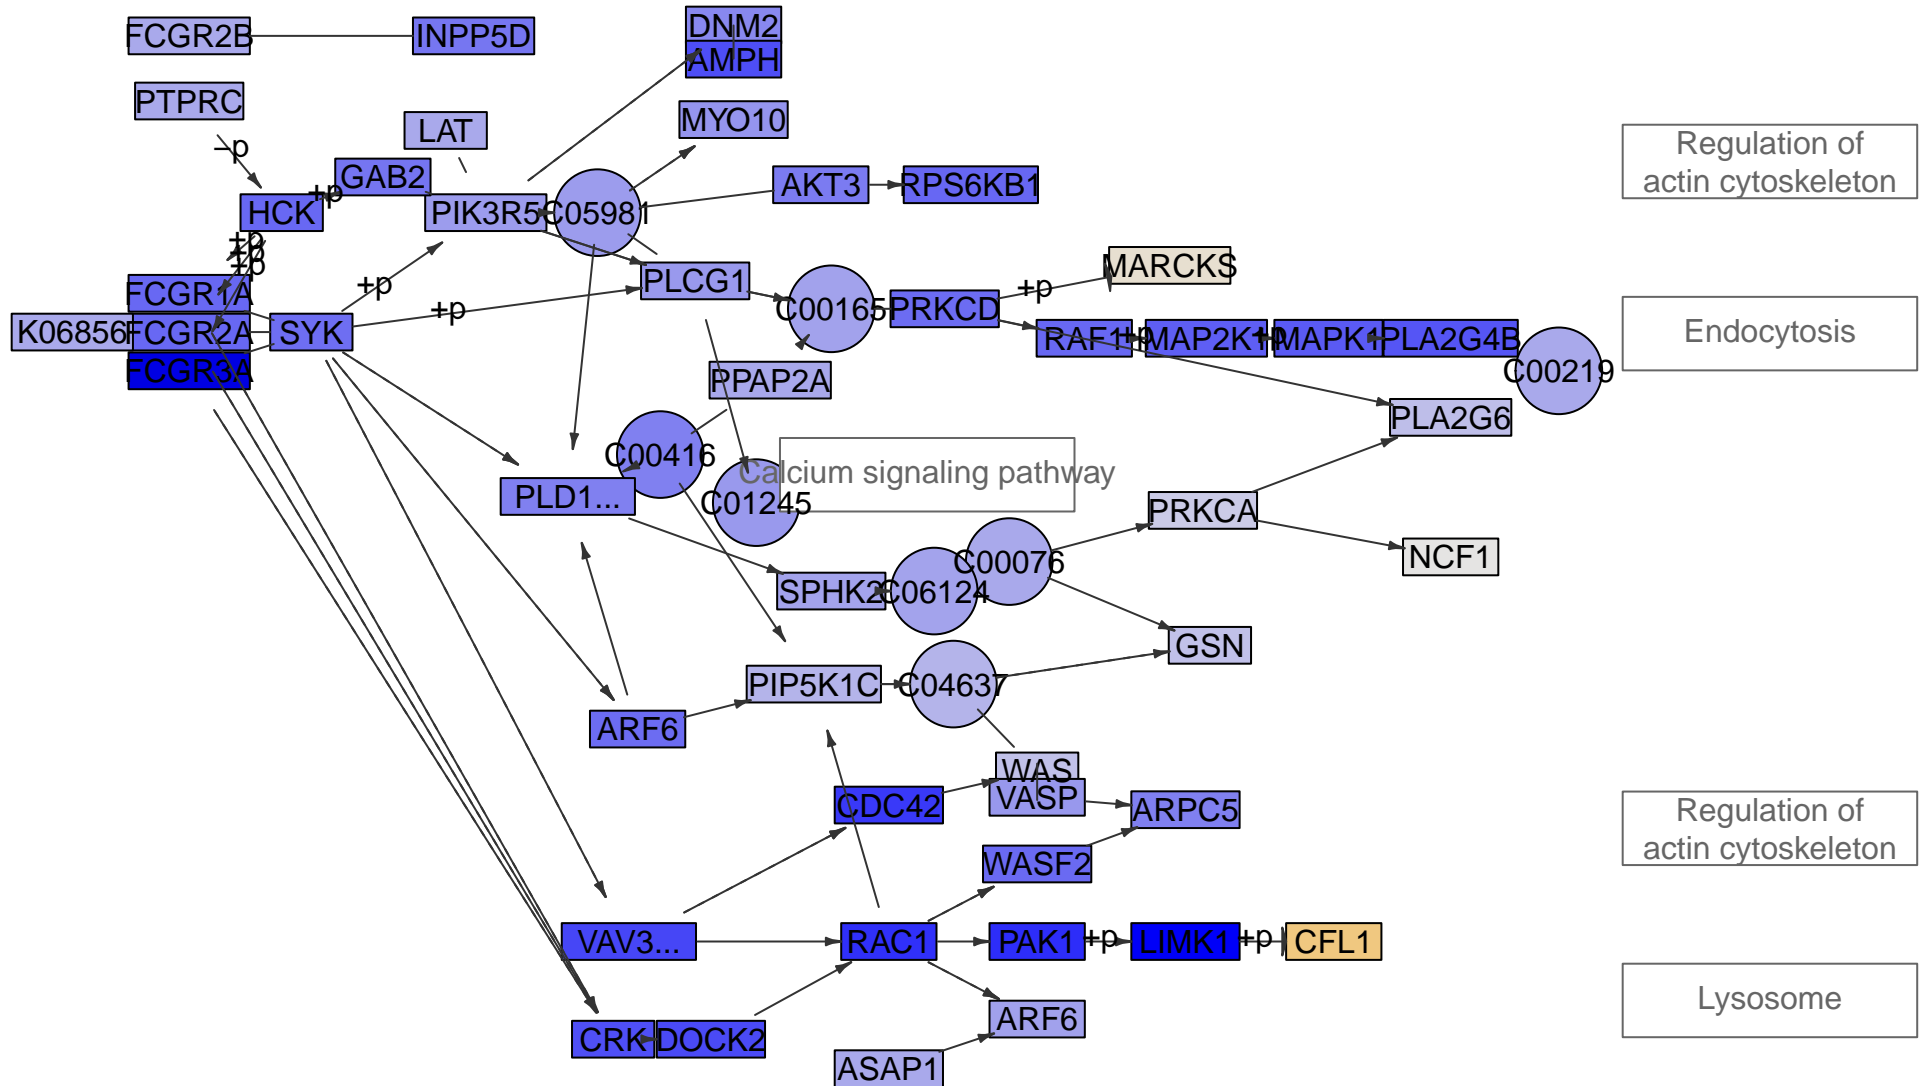 FCGR2B
INPP5D
DNM2
AMPH
PTPRC
LAT
MYO10
Regulation of
actin cytoskeleton
–p
GAB2
+p
HCK
PIK3R5
C05981
AKT3
RPS6KB1
+p
+p
+p
FCGR1A
+p
PLCG1
MARCKS
+p
K06856
FCGR2A
SYK
+p
C00165
PRKCD
RAF1
+p
MAP2K1
+p
MAPK1
PLA2G4B
Endocytosis
FCGR3A
PPAP2A
C00219
PLA2G6
C00416
Calcium signaling pathway
PLD1...
C01245
PRKCA
C00076
NCF1
SPHK2
C06124
GSN
PIP5K1C
C04637
ARF6
WAS
VASP
CDC42
ARPC5
Regulation of
actin cytoskeleton
WASF2
VAV3...
RAC1
PAK1
+p
LIMK1
+p
CFL1
Lysosome
ARF6
CRK
DOCK2
ASAP1